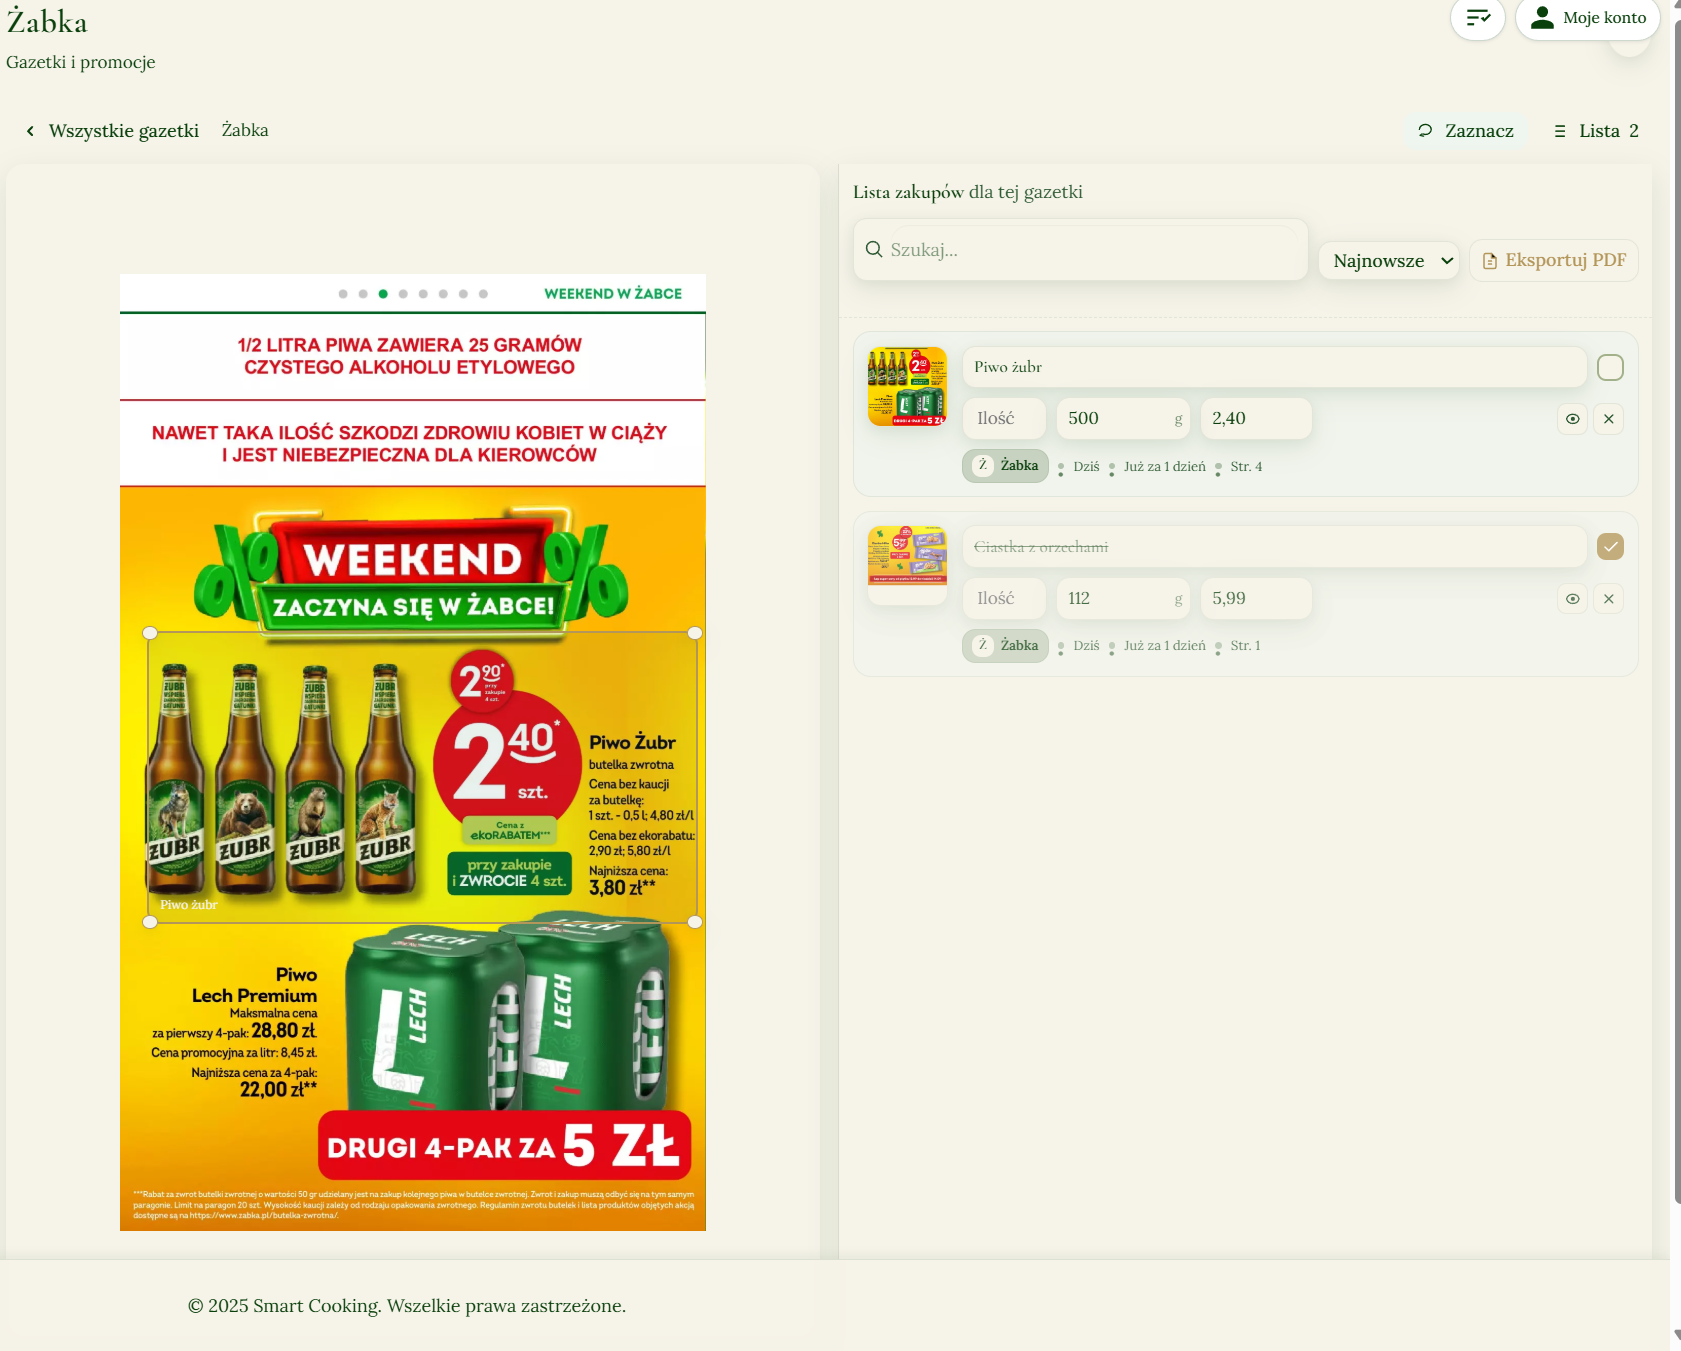 Żabka
Moje konto
Gazetki i promocje
Wszystkie gazetki Żabka
Zaznacz
Lista 2
WEEKEND W ŻABCE
1/2 LITRA PIWA ZAWIERA 25 GRAMÓW
CZYSTEGO ALKOHOLU ETYLOWEGO
NAWET TAKA ILOŚĆ SZKODZI ZDROWIU KOBIET W CIĄŻY
I JEST NIEBEZPIECZNA DLA KIEROWCÓW
WEEKEND
ZACZYNA SIĘ W ŻABCE!
2 90*
przy
zakupie
4 szt.
2 40*
szt.
Cena z
ekoRABATEM***
przy zakupie
i ZWROCIE 4 szt.
Piwo Żubr
butelka zwrotna
Cena bez kaucji
za butelkę:
1 szt. - 0,5 l; 4,80 zł/l
Cena bez ekorabatu:
2,90 zł; 5,80 zł/l
Najniższa cena:
3,80 zł**
ŻUBR ŻUBR ŻUBR ŻUBR
Piwo żubr
LECH LECH
LECH LECH
Piwo
Lech Premium
Maksmalna cena
za pierwszy 4-pak: 28,80 zł.
Cena promocyjna za litr: 8,45 zł.
Najniższa cena za 4-pak:
22,00 zł**
DRUGI 4-PAK ZA 5 ZŁ
***Rabat za zwrot butelki zwrotnej o wartości 50 gr udzielany jest na zakup kolejnego piwa w butelce zwrotnej. Zwrot i zakup muszą odbyć się na tym samym
paragonie. Limit na paragon 20 szt. Wysokość kaucji zależy od rodzaju opakowania zwrotnego. Regulamin zwrotu butelek i lista produktów objętych akcją
dostępne są na https://www.zabka.pl/butelka-zwrotna/.
Lista zakupów dla tej gazetki
Szukaj...
Najnowsze
Eksportuj PDF
Piwo żubr
Ilość 500 g 2,40
Ż Żabka Dziś Już za 1 dzień Str. 4
Ciastka z orzechami
Ilość 112 g 5,99
Ż Żabka Dziś Już za 1 dzień Str. 1
© 2025 Smart Cooking. Wszelkie prawa zastrzeżone.